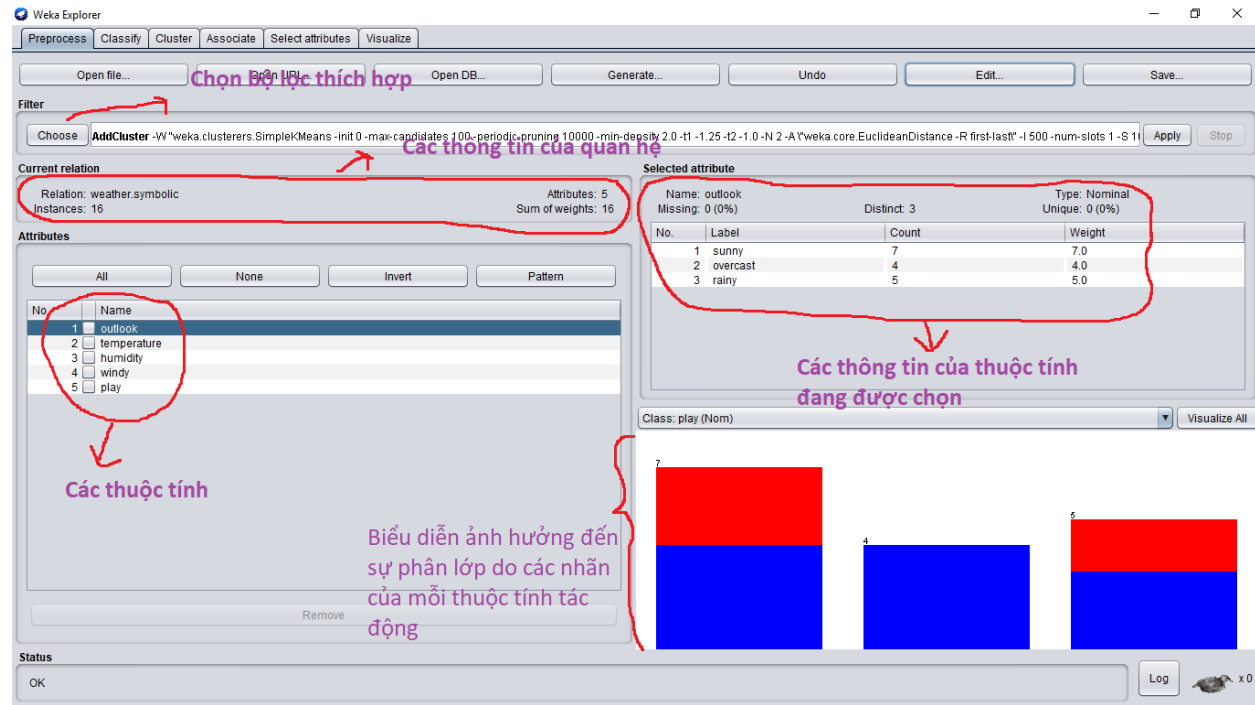 Weka Explorer
Preprocess Classify Cluster Associate Select attributes Visualize
Open file... Open URL... Open DB... Generate... Undo Edit... Save...
Chọn bộ lọc thích hợp
Filter
Choose AddCluster -W "weka.clusterers.SimpleKMeans -init 0 -max-candidates 100 -periodic-pruning 10000 -min-density 2.0 -t1 -1.25 -t2 -1.0 -N 2 -A \"weka.core.EuclideanDistance -R first-last\" -I 500 -num-slots 1 -S 10 Apply Stop
Các thông tin của quan hệ
Current relation
Relation: weather.symbolic Attributes: 5
Instances: 16 Sum of weights: 16
Attributes
All None Invert Pattern
No. Name
1 outlook
2 temperature
3 humidity
4 windy
5 play
Các thuộc tính
Remove
Selected attribute
Name: outlook Type: Nominal
Missing: 0 (0%) Distinct: 3 Unique: 0 (0%)
No. Label Count Weight
1 sunny 7 7.0
2 overcast 4 4.0
3 rainy 5 5.0
Các thông tin của thuộc tính
đang được chọn
Class: play (Nom) Visualize All
7
4
5
Biểu diễn ảnh hưởng đến
sự phân lớp do các nhãn
của mỗi thuộc tính tác
động
Status
OK
Log x 0